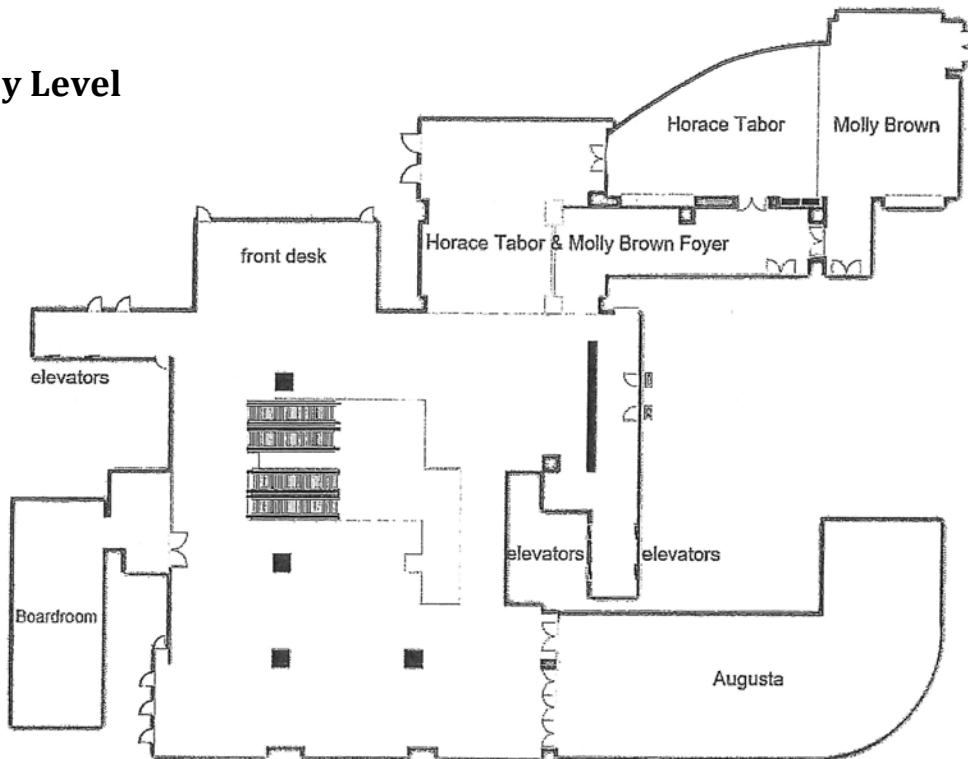 y Level
Horace Tabor
Molly Brown
Horace Tabor & Molly Brown Foyer
front desk
elevators
elevators
elevators
Boardroom
Augusta